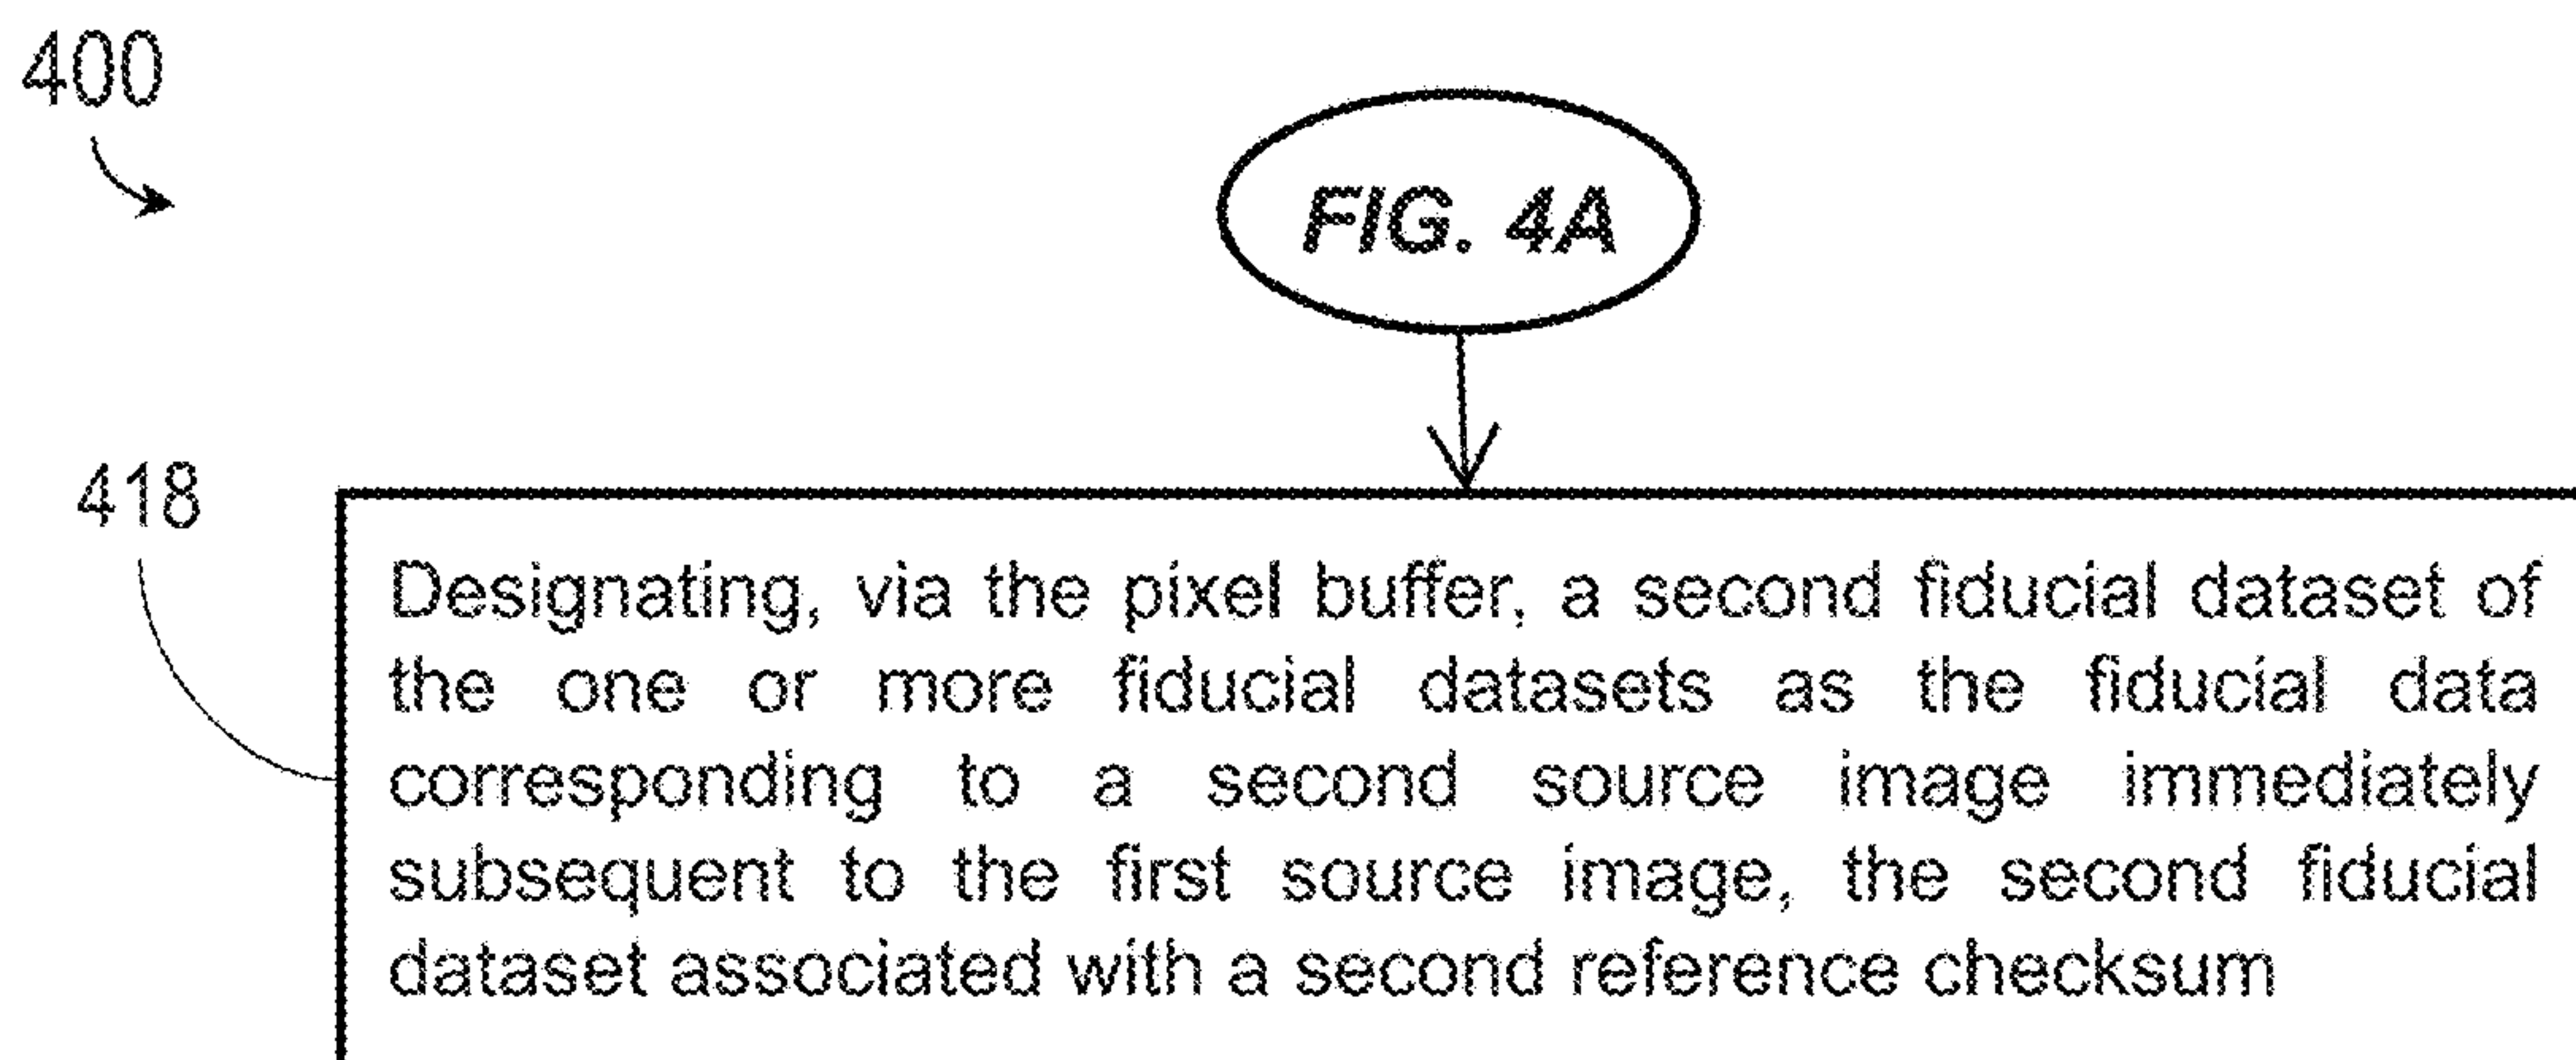 400
FIG. 4A
418
Designating, via the pixel buffer, a second fiducial dataset of
the one or more fiducial datasets as the fiducial data
corresponding to a second source image immediately
subsequent to the first source image, the second fiducial
dataset associated with a second reference checksum